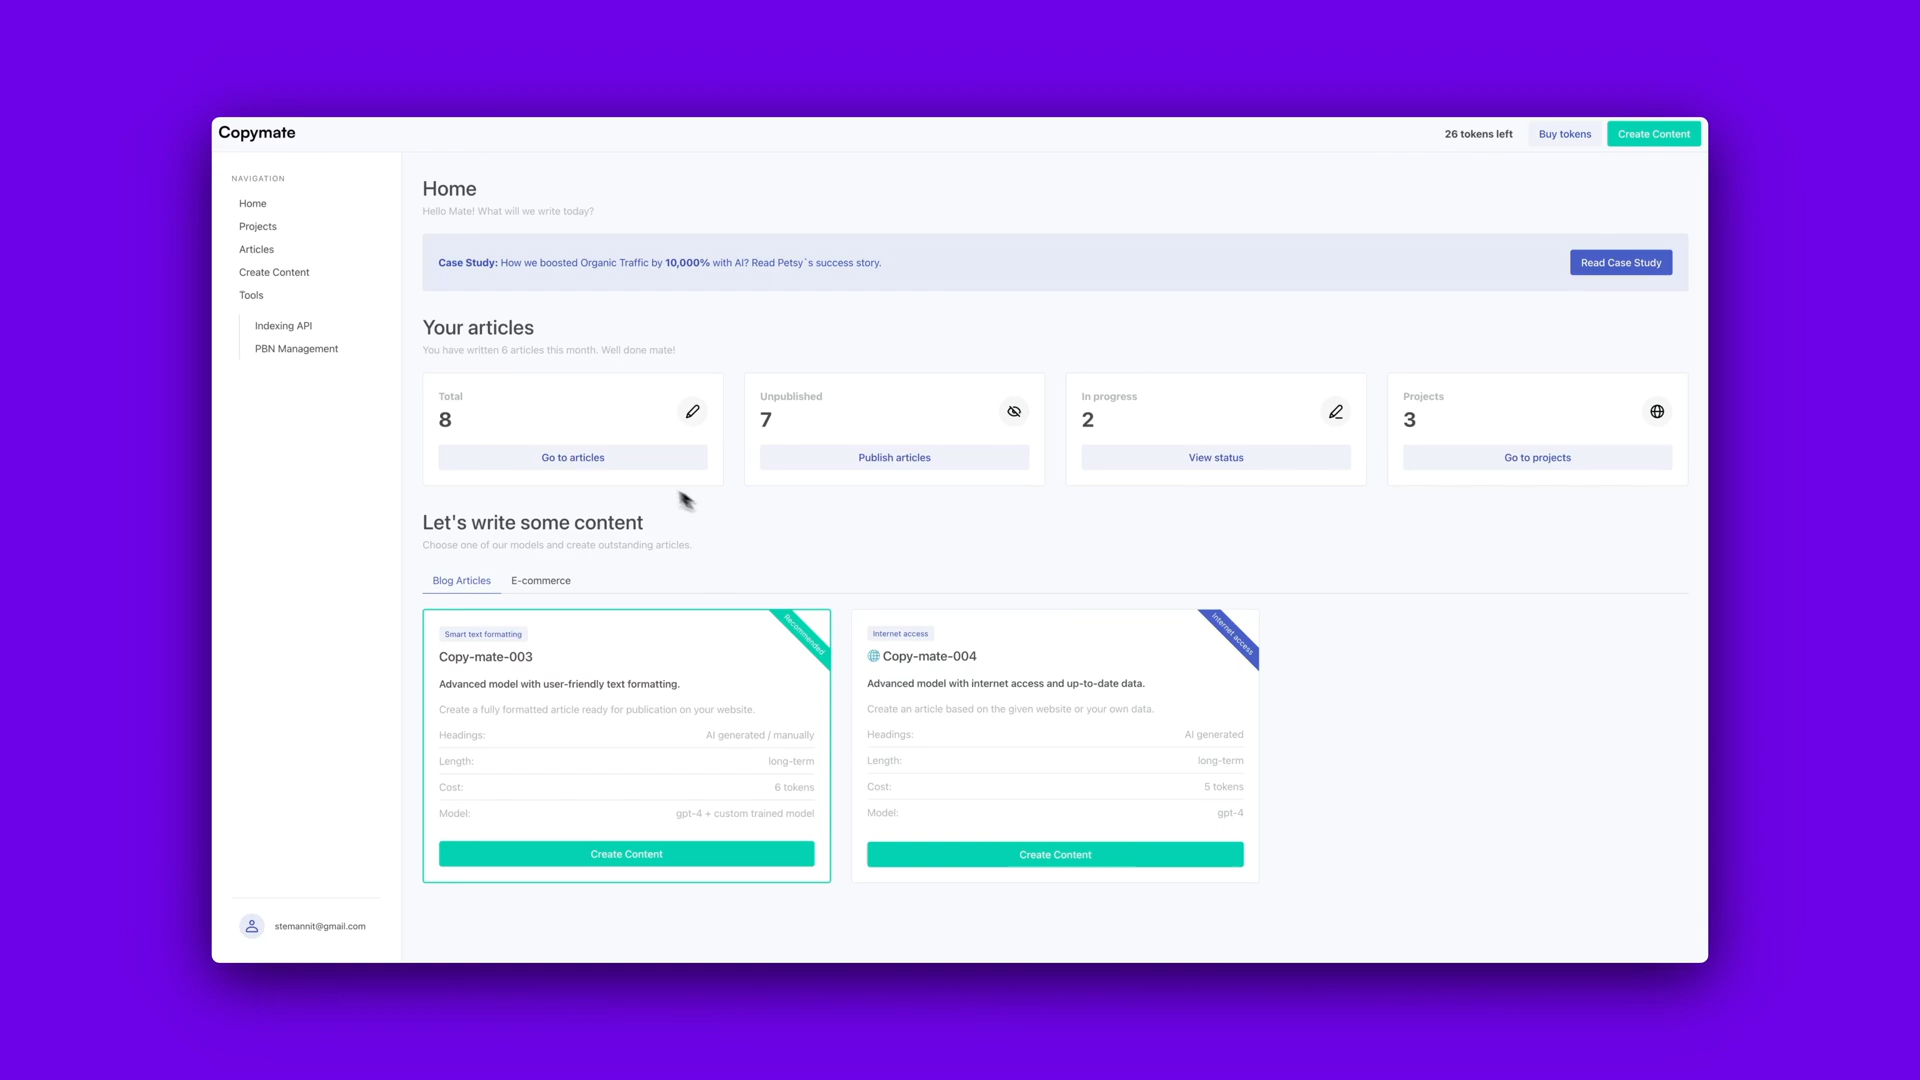 Copymate
26 tokens left
Buy tokens
Create Content
NAVIGATION
Home
Projects
Articles
Create Content
Tools
Indexing API
PBN Management
stemannit@gmail.com
Home
Hello Mate! What will we write today?
Case Study: How we boosted Organic Traffic by 10,000% with AI? Read Petsy`s success story.
Read Case Study
Your articles
You have written 6 articles this month. Well done mate!
Total
8
Go to articles
Unpublished
7
Publish articles
In progress
2
View status
Projects
3
Go to projects
Let's write some content
Choose one of our models and create outstanding articles.
Blog Articles
E-commerce
Recommended
Smart text formatting
Copy-mate-003
Advanced model with user-friendly text formatting.
Create a fully formatted article ready for publication on your website.
Headings: AI generated / manually
Length: long-term
Cost: 6 tokens
Model: gpt-4 + custom trained model
Create Content
Internet access
Internet access
Copy-mate-004
Advanced model with internet access and up-to-date data.
Create an article based on the given website or your own data.
Headings: AI generated
Length: long-term
Cost: 5 tokens
Model: gpt-4
Create Content